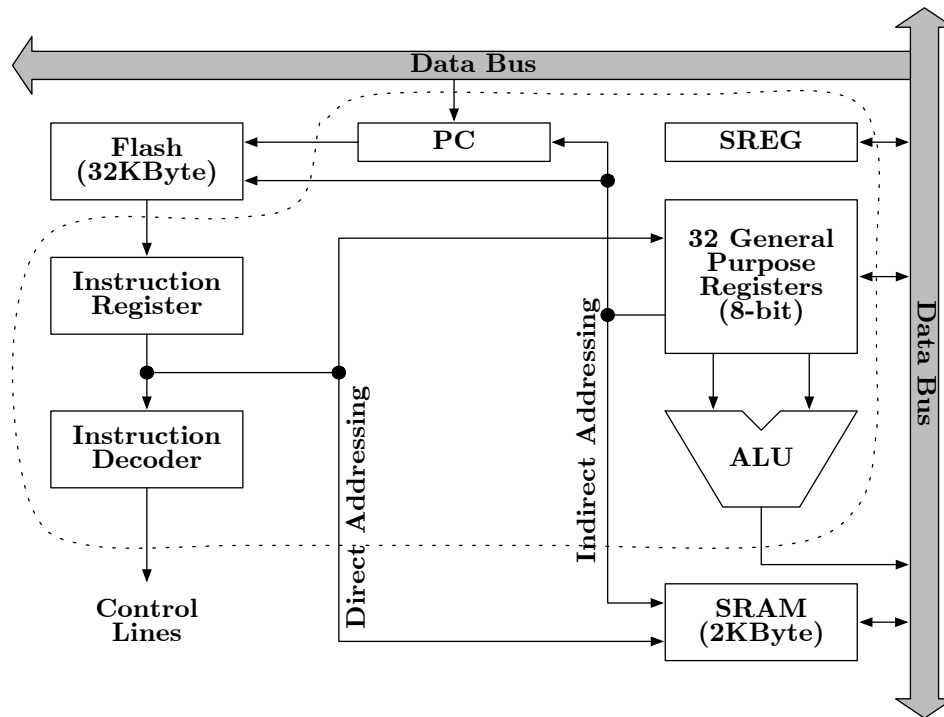 Data Bus
Flash
(32KByte)
PC
SREG
Instruction
Register
32 General
Purpose
Registers
(8-bit)
Instruction
Decoder
Direct Addressing
Indirect Addressing
ALU
Data Bus
Control
Lines
SRAM
(2KByte)